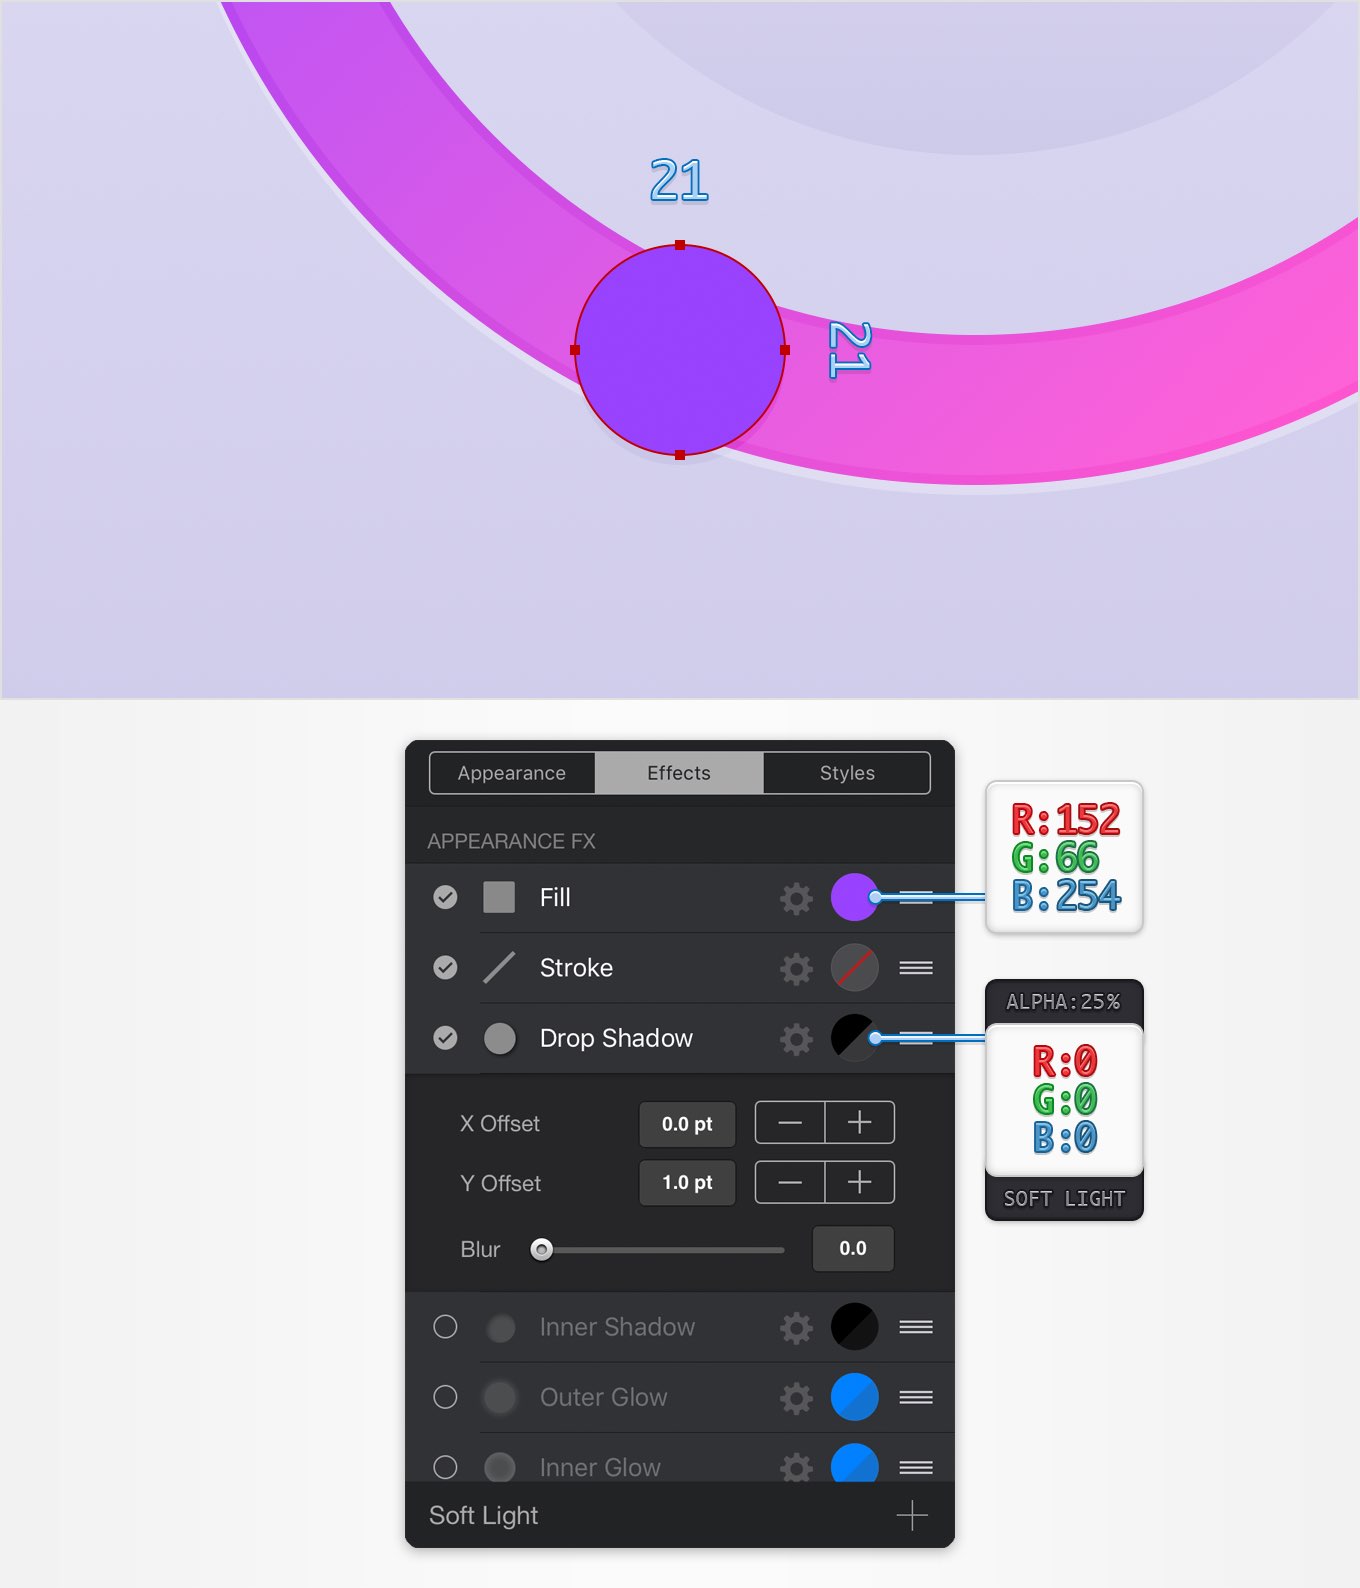 21
21
Appearance Effects Styles
APPEARANCE FX
Fill
R:152
G:66
B:254
Stroke
Drop Shadow
ALPHA:25%
R:0
G:0
B:0
SOFT LIGHT
X Offset 0.0 pt − +
Y Offset 1.0 pt − +
Blur 0.0
Inner Shadow
Outer Glow
Inner Glow
Soft Light +